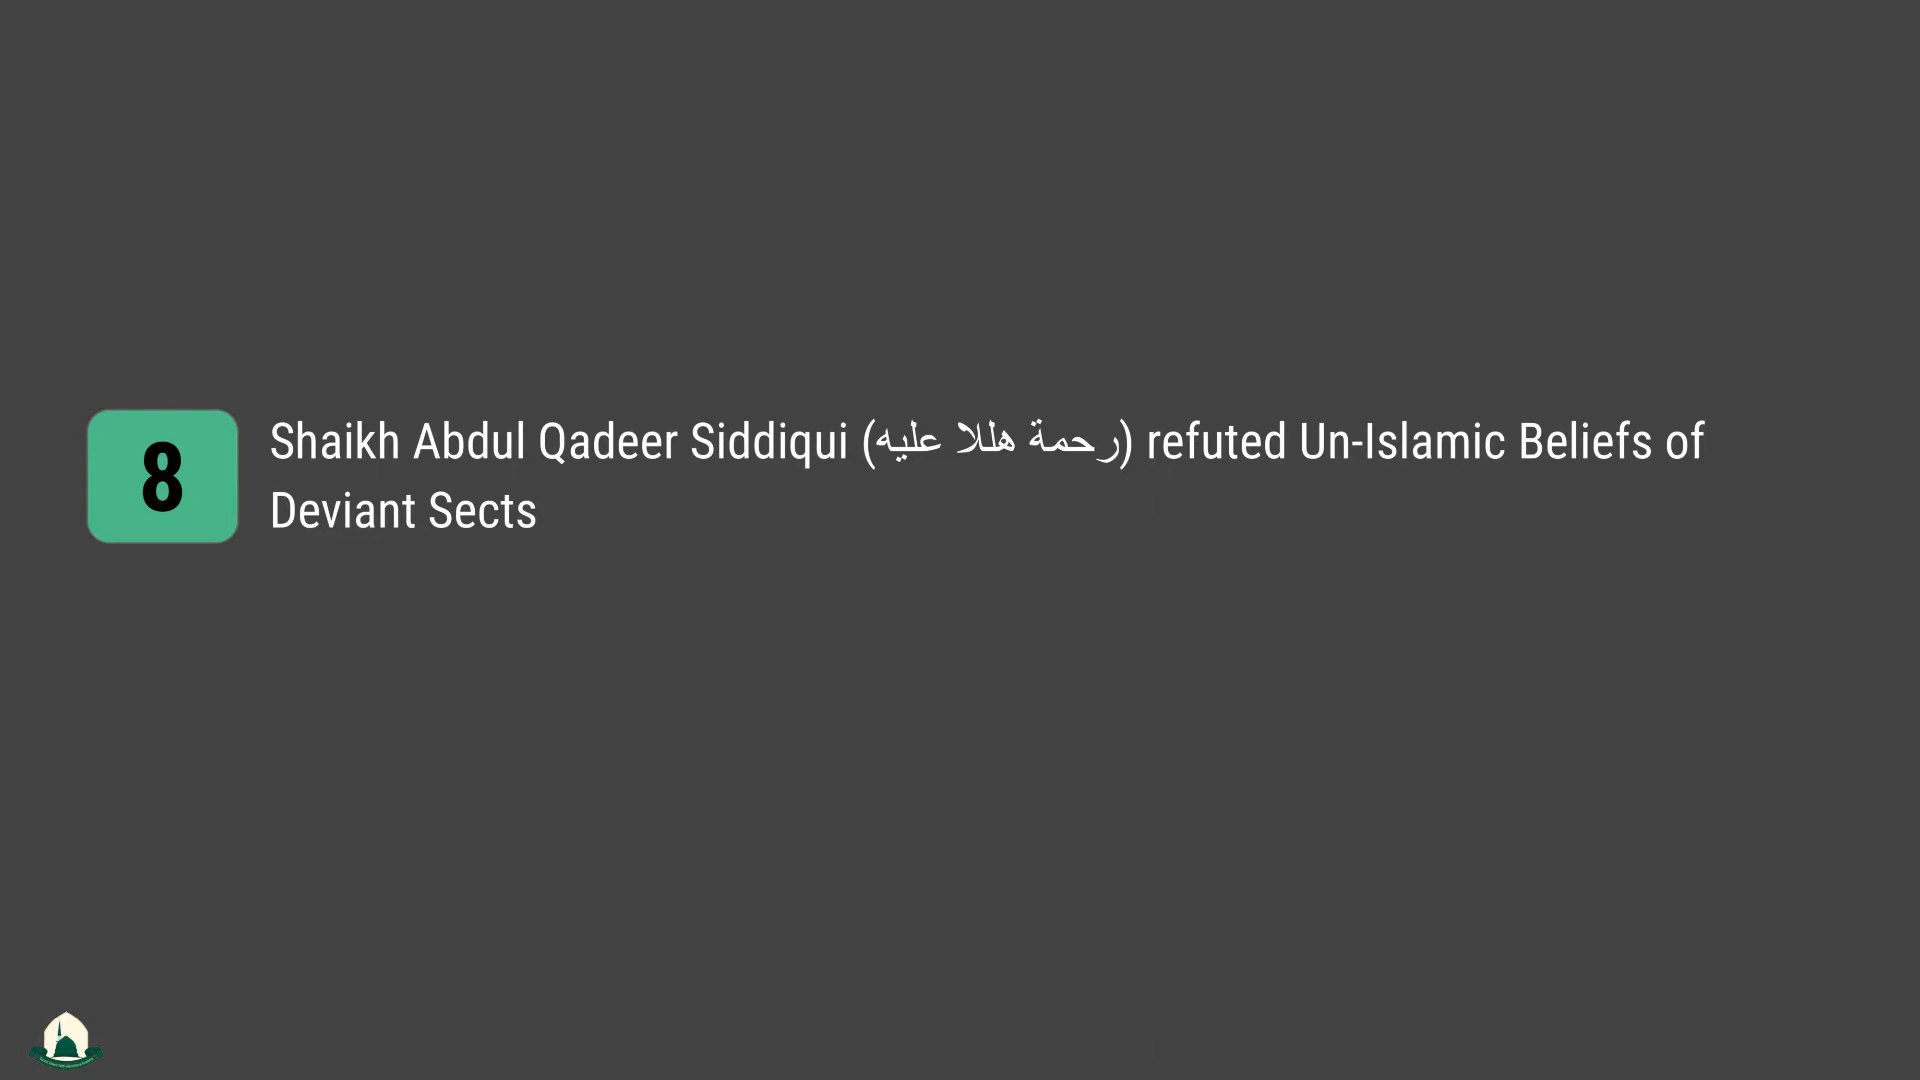 8
Shaikh Abdul Qadeer Siddiqui (رحمة هللا عليه) refuted Un-Islamic Beliefs of
Deviant Sects